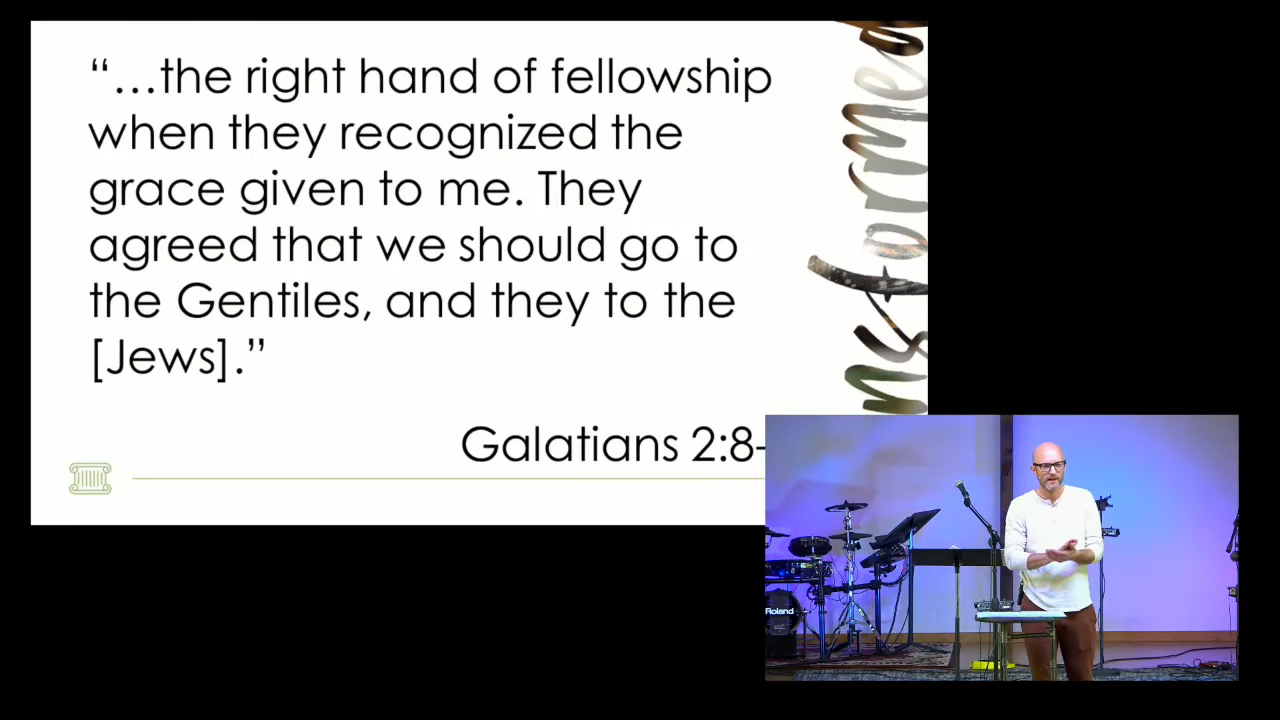 “…the right hand of fellowship
when they recognized the
grace given to me. They
agreed that we should go to
the Gentiles, and they to the
[Jews].”
Galatians 2:8-
nsformed
Roland